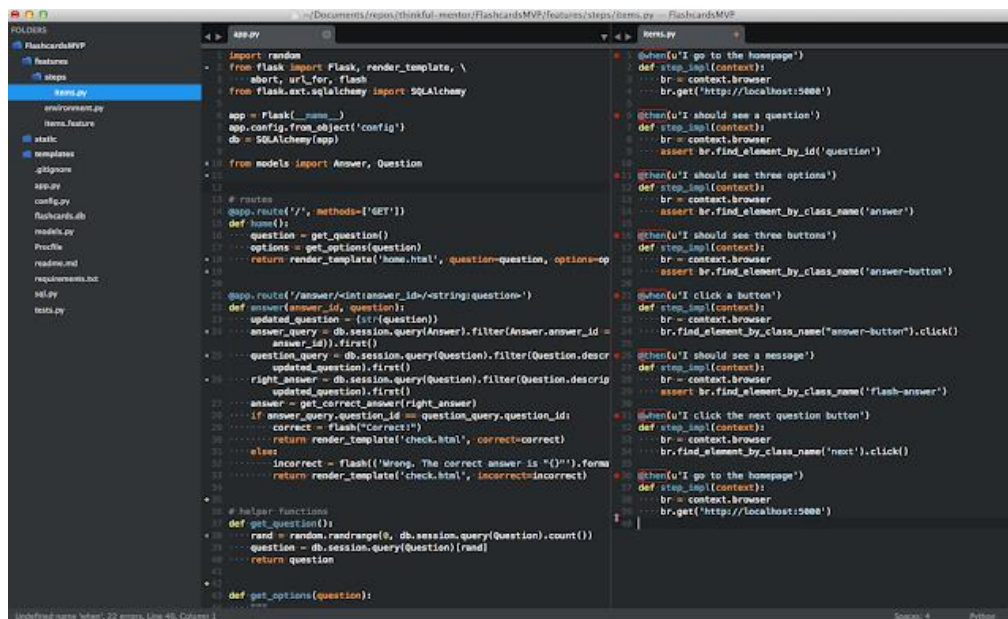 ~/Documents/repos/thinkful-mentor/FlashcardsMVP/features/steps/items.py — FlashcardsMVP
FOLDERS
FlashcardsMVP
features
steps
items.py
environment.py
items.feature
static
templates
.gitignore
app.py
config.py
flashcards.db
models.py
Procfile
readme.md
requirements.txt
sql.py
tests.py
app.py
import random
from flask import Flask, render_template, \
abort, url_for, flash
from flask.ext.sqlalchemy import SQLAlchemy
app = Flask(__name__)
app.config.from_object('config')
db = SQLAlchemy(app)
from models import Answer, Question
# routes
@app.route('/', methods=['GET'])
def home():
question = get_question()
options = get_options(question)
return render_template('home.html', question=question, options=op
@app.route('/answer/<int:answer_id>/<string:question>')
def answer(answer_id, question):
updated_question = (str(question))
answer_query = db.session.query(Answer).filter(Answer.answer_id =
answer_id)).first()
question_query = db.session.query(Question).filter(Question.descr
updated_question).first()
right_answer = db.session.query(Question).filter(Question.descrip
updated_question).first()
answer = get_correct_answer(right_answer)
if answer_query.question_id == question_query.question_id:
correct = flash("Correct!")
return render_template('check.html', correct=correct)
else:
incorrect = flash(('Wrong. The correct answer is "{}"').forma
return render_template('check.html', incorrect=incorrect)
# helper functions
def get_question():
rand = random.randrange(0, db.session.query(Question).count())
question = db.session.query(Question)[rand]
return question
def get_options(question):
"""
items.py
@when(u'I go to the homepage')
def step_impl(context):
br = context.browser
br.get('http://localhost:5000')
@then(u'I should see a question')
def step_impl(context):
br = context.browser
assert br.find_element_by_id('question')
@then(u'I should see three options')
def step_impl(context):
br = context.browser
assert br.find_element_by_class_name('answer')
@then(u'I should see three buttons')
def step_impl(context):
br = context.browser
assert br.find_element_by_class_name('answer-button')
@when(u'I click a button')
def step_impl(context):
br = context.browser
br.find_element_by_class_name("answer-button").click()
@then(u'I should see a message')
def step_impl(context):
br = context.browser
assert br.find_element_by_class_name('flash-answer')
@when(u'I click the next question button')
def step_impl(context):
br = context.browser
br.find_element_by_class_name('next').click()
@then(u'I go to the homepage')
def step_impl(context):
br = context.browser
br.get('http://localhost:5000')
Undefined name 'when', 23 errors, Line 40, Column 1
Spaces: 4
Python